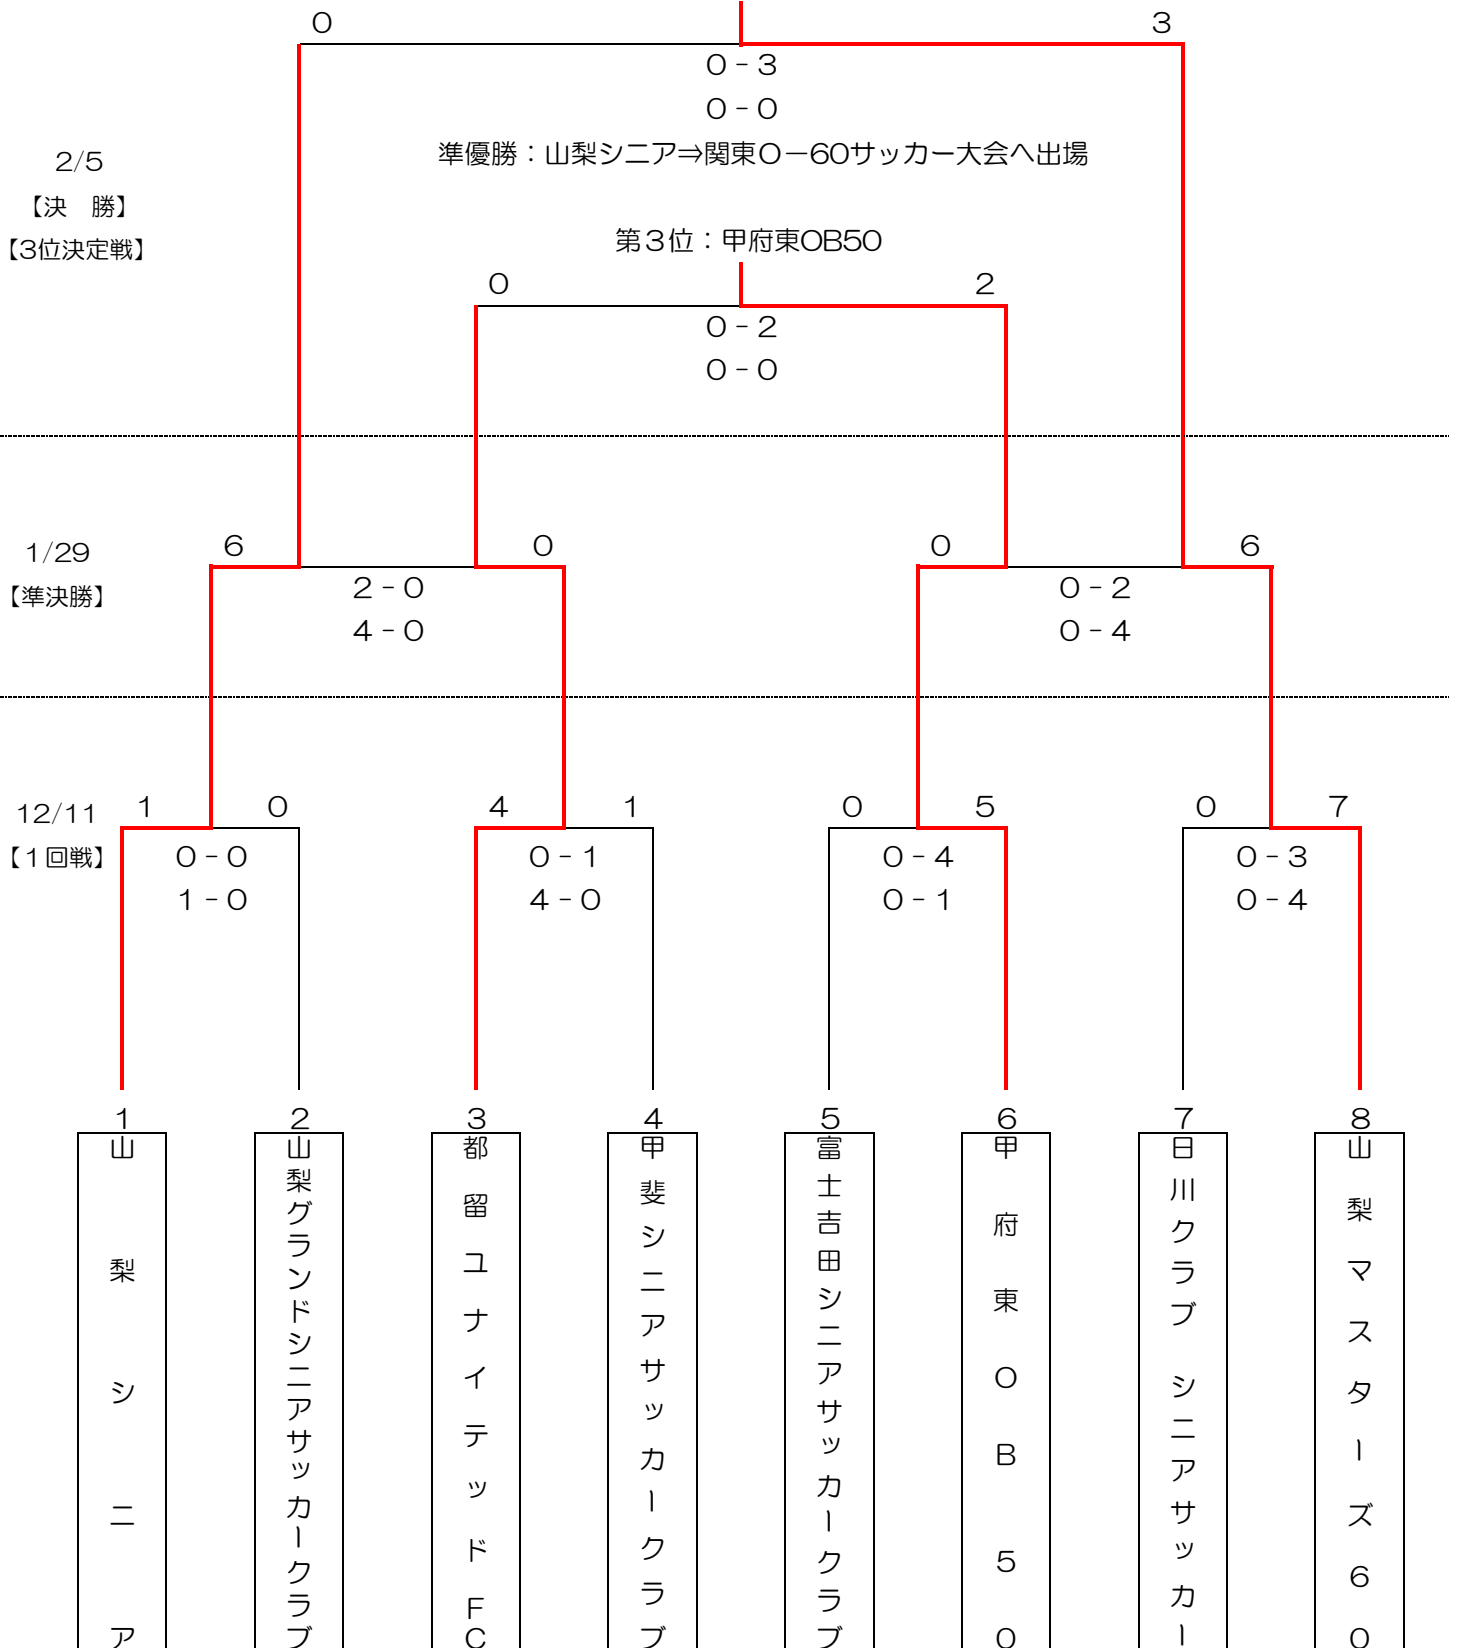 0 3
0-3
0-0
準優勝：山梨シニア⇒関東O-60サッカー大会へ出場
2/5
【決　勝】
【3位決定戦】
第3位：甲府東OB50
0 2
0-2
0-0
1/29
【準決勝】
6 0 0 6
2-0 0-2
4-0 0-4
12/11
【1回戦】
1 0 4 1 0 5 0 7
0-0 0-1 0-4 0-3
1-0 4-0 0-1 0-4
1 2 3 4 5 6 7 8
山梨シニア
山梨グランドシニアサッカークラブ
都留ユナイテッドFC
甲斐シニアサッカークラブ
富士吉田シニアサッカークラブ
甲府東OB50
日川クラブ　シニアサッカー
山梨マスターズ60